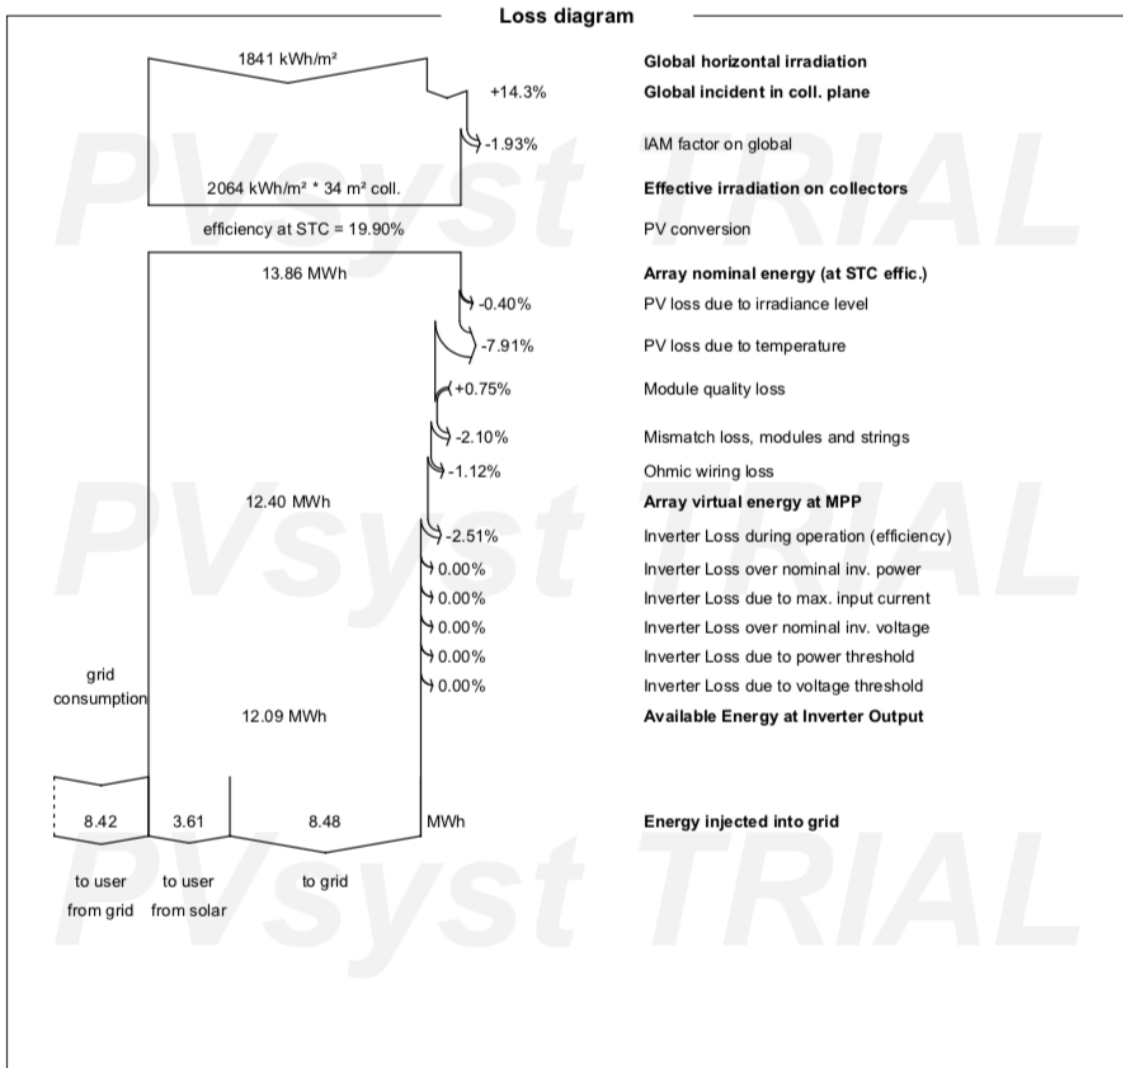 Loss diagram
1841 kWh/m²
Global horizontal irradiation
+14.3%
Global incident in coll. plane
-1.93%
IAM factor on global
2064 kWh/m² * 34 m² coll.
Effective irradiation on collectors
efficiency at STC = 19.90%
PV conversion
13.86 MWh
Array nominal energy (at STC effic.)
-0.40%
PV loss due to irradiance level
-7.91%
PV loss due to temperature
+0.75%
Module quality loss
-2.10%
Mismatch loss, modules and strings
-1.12%
Ohmic wiring loss
12.40 MWh
Array virtual energy at MPP
-2.51%
Inverter Loss during operation (efficiency)
0.00%
Inverter Loss over nominal inv. power
0.00%
Inverter Loss due to max. input current
0.00%
Inverter Loss over nominal inv. voltage
0.00%
Inverter Loss due to power threshold
grid
consumption
0.00%
Inverter Loss due to voltage threshold
12.09 MWh
Available Energy at Inverter Output
8.42
3.61
8.48
MWh
Energy injected into grid
to user
from grid
to user
from solar
to grid
PVsyst TRIAL
PVsyst TRIAL
PVsyst TRIAL